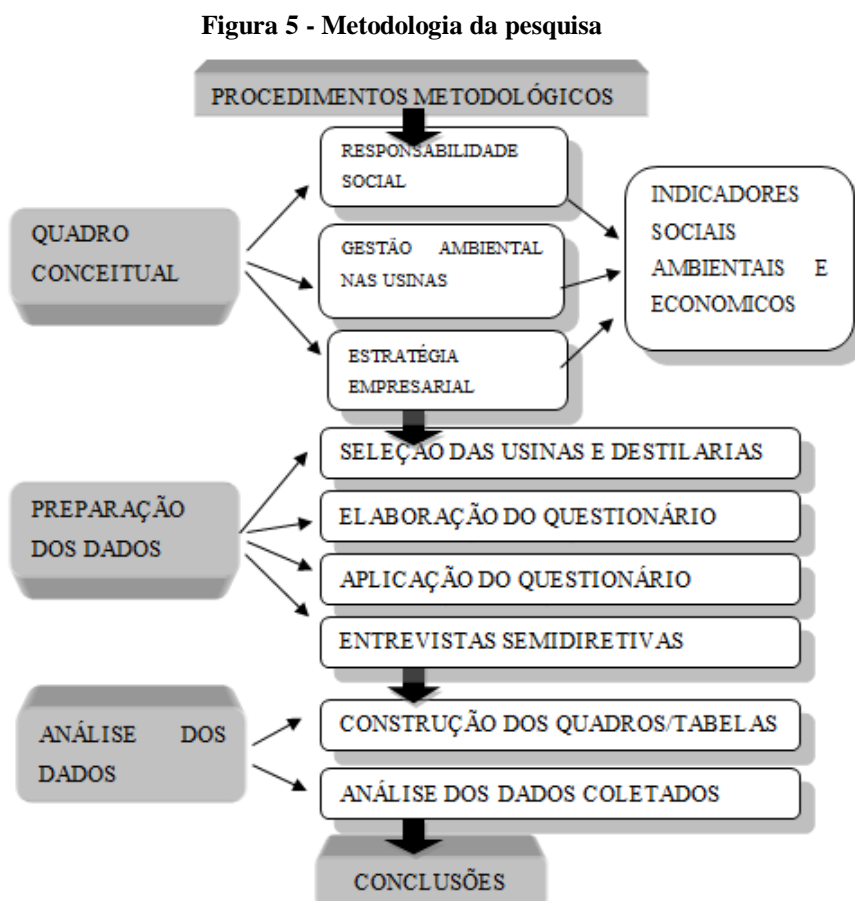 Figura 5 - Metodologia da pesquisa
PROCEDIMENTOS METODOLÓGICOS
QUADRO
CONCEITUAL
RESPONSABILIDADE
SOCIAL
GESTÃO AMBIENTAL
NAS USINAS
ESTRATÉGIA
EMPRESARIAL
INDICADORES
SOCIAIS
AMBIENTAIS E
ECONOMICOS
PREPARAÇÃO
DOS DADOS
SELEÇÃO DAS USINAS E DESTILARIAS
ELABORAÇÃO DO QUESTIONÁRIO
APLICAÇÃO DO QUESTIONÁRIO
ENTREVISTAS SEMIDIRETIVAS
ANÁLISE DOS
DADOS
CONSTRUÇÃO DOS QUADROS/TABELAS
ANÁLISE DOS DADOS COLETADOS
CONCLUSÕES